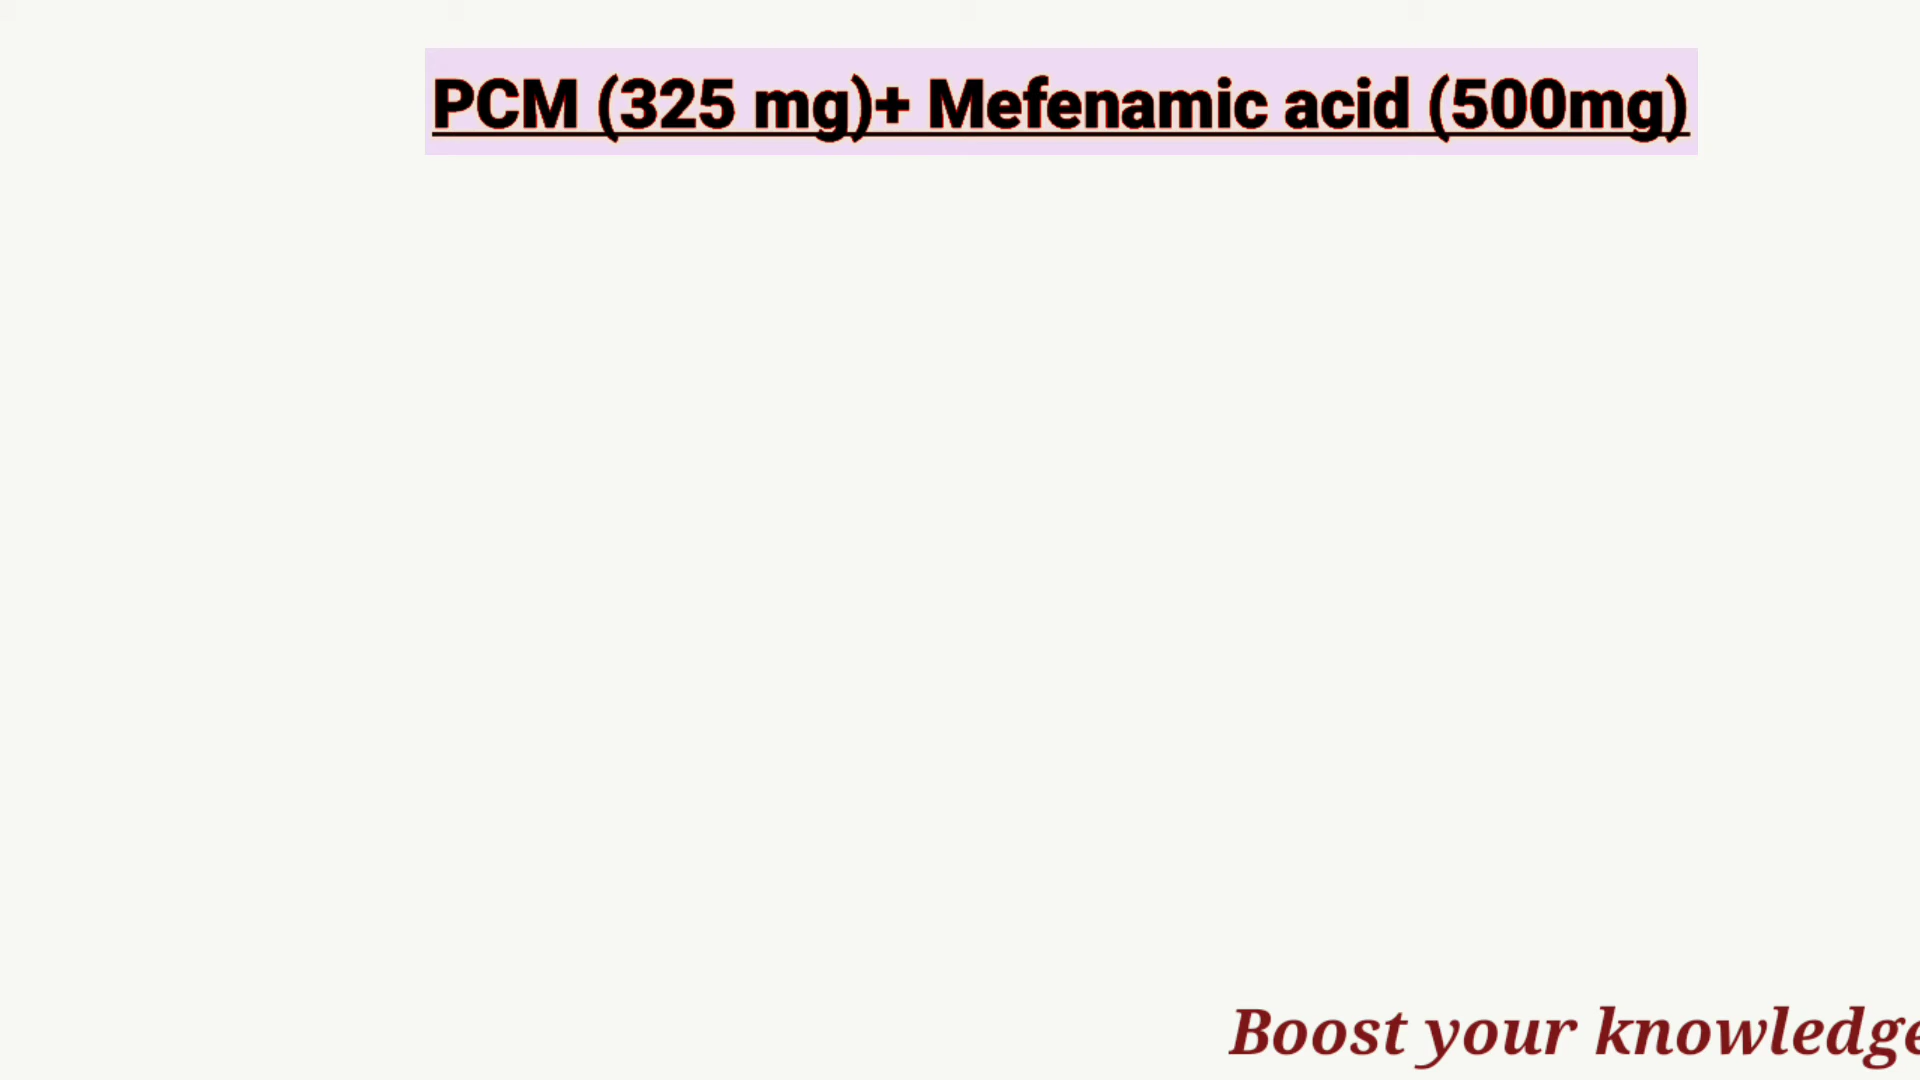 PCM (325 mg)+ Mefenamic acid (500mg)
Boost your knowledge